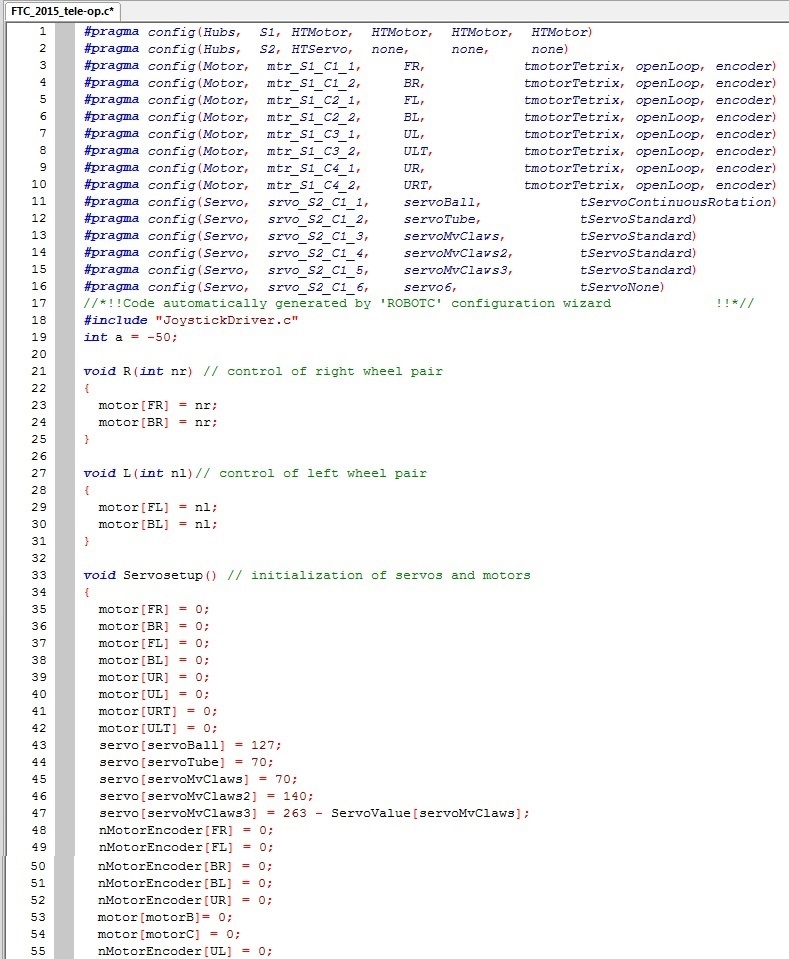 FTC_2015_tele-op.c*
1 #pragma config(Hubs, S1, HTMotor, HTMotor, HTMotor, HTMotor)
2 #pragma config(Hubs, S2, HTServo, none, none, none)
3 #pragma config(Motor, mtr_S1_C1_1, FR, tmotorTetrix, openLoop, encoder)
4 #pragma config(Motor, mtr_S1_C1_2, BR, tmotorTetrix, openLoop, encoder)
5 #pragma config(Motor, mtr_S1_C2_1, FL, tmotorTetrix, openLoop, encoder)
6 #pragma config(Motor, mtr_S1_C2_2, BL, tmotorTetrix, openLoop, encoder)
7 #pragma config(Motor, mtr_S1_C3_1, UL, tmotorTetrix, openLoop, encoder)
8 #pragma config(Motor, mtr_S1_C3_2, ULT, tmotorTetrix, openLoop, encoder)
9 #pragma config(Motor, mtr_S1_C4_1, UR, tmotorTetrix, openLoop, encoder)
10 #pragma config(Motor, mtr_S1_C4_2, URT, tmotorTetrix, openLoop, encoder)
11 #pragma config(Servo, srvo_S2_C1_1, servoBall, tServoContinuousRotation)
12 #pragma config(Servo, srvo_S2_C1_2, servoTube, tServoStandard)
13 #pragma config(Servo, srvo_S2_C1_3, servoMvClaws, tServoStandard)
14 #pragma config(Servo, srvo_S2_C1_4, servoMvClaws2, tServoStandard)
15 #pragma config(Servo, srvo_S2_C1_5, servoMvClaws3, tServoStandard)
16 #pragma config(Servo, srvo_S2_C1_6, servo6, tServoNone)
17 //*!!Code automatically generated by 'ROBOTC' configuration wizard !!*//
18 #include "JoystickDriver.c"
19 int a = -50;
20
21 void R(int nr) // control of right wheel pair
22 {
23 motor[FR] = nr;
24 motor[BR] = nr;
25 }
26
27 void L(int nl)// control of left wheel pair
28 {
29 motor[FL] = nl;
30 motor[BL] = nl;
31 }
32
33 void Servosetup() // initialization of servos and motors
34 {
35 motor[FR] = 0;
36 motor[BR] = 0;
37 motor[FL] = 0;
38 motor[BL] = 0;
39 motor[UR] = 0;
40 motor[UL] = 0;
41 motor[URT] = 0;
42 motor[ULT] = 0;
43 servo[servoBall] = 127;
44 servo[servoTube] = 70;
45 servo[servoMvClaws] = 70;
46 servo[servoMvClaws2] = 140;
47 servo[servoMvClaws3] = 263 - ServoValue[servoMvClaws];
48 nMotorEncoder[FR] = 0;
49 nMotorEncoder[FL] = 0;
50 nMotorEncoder[BR] = 0;
51 nMotorEncoder[BL] = 0;
52 nMotorEncoder[UR] = 0;
53 motor[motorB]= 0;
54 motor[motorC] = 0;
55 nMotorEncoder[UL] = 0;